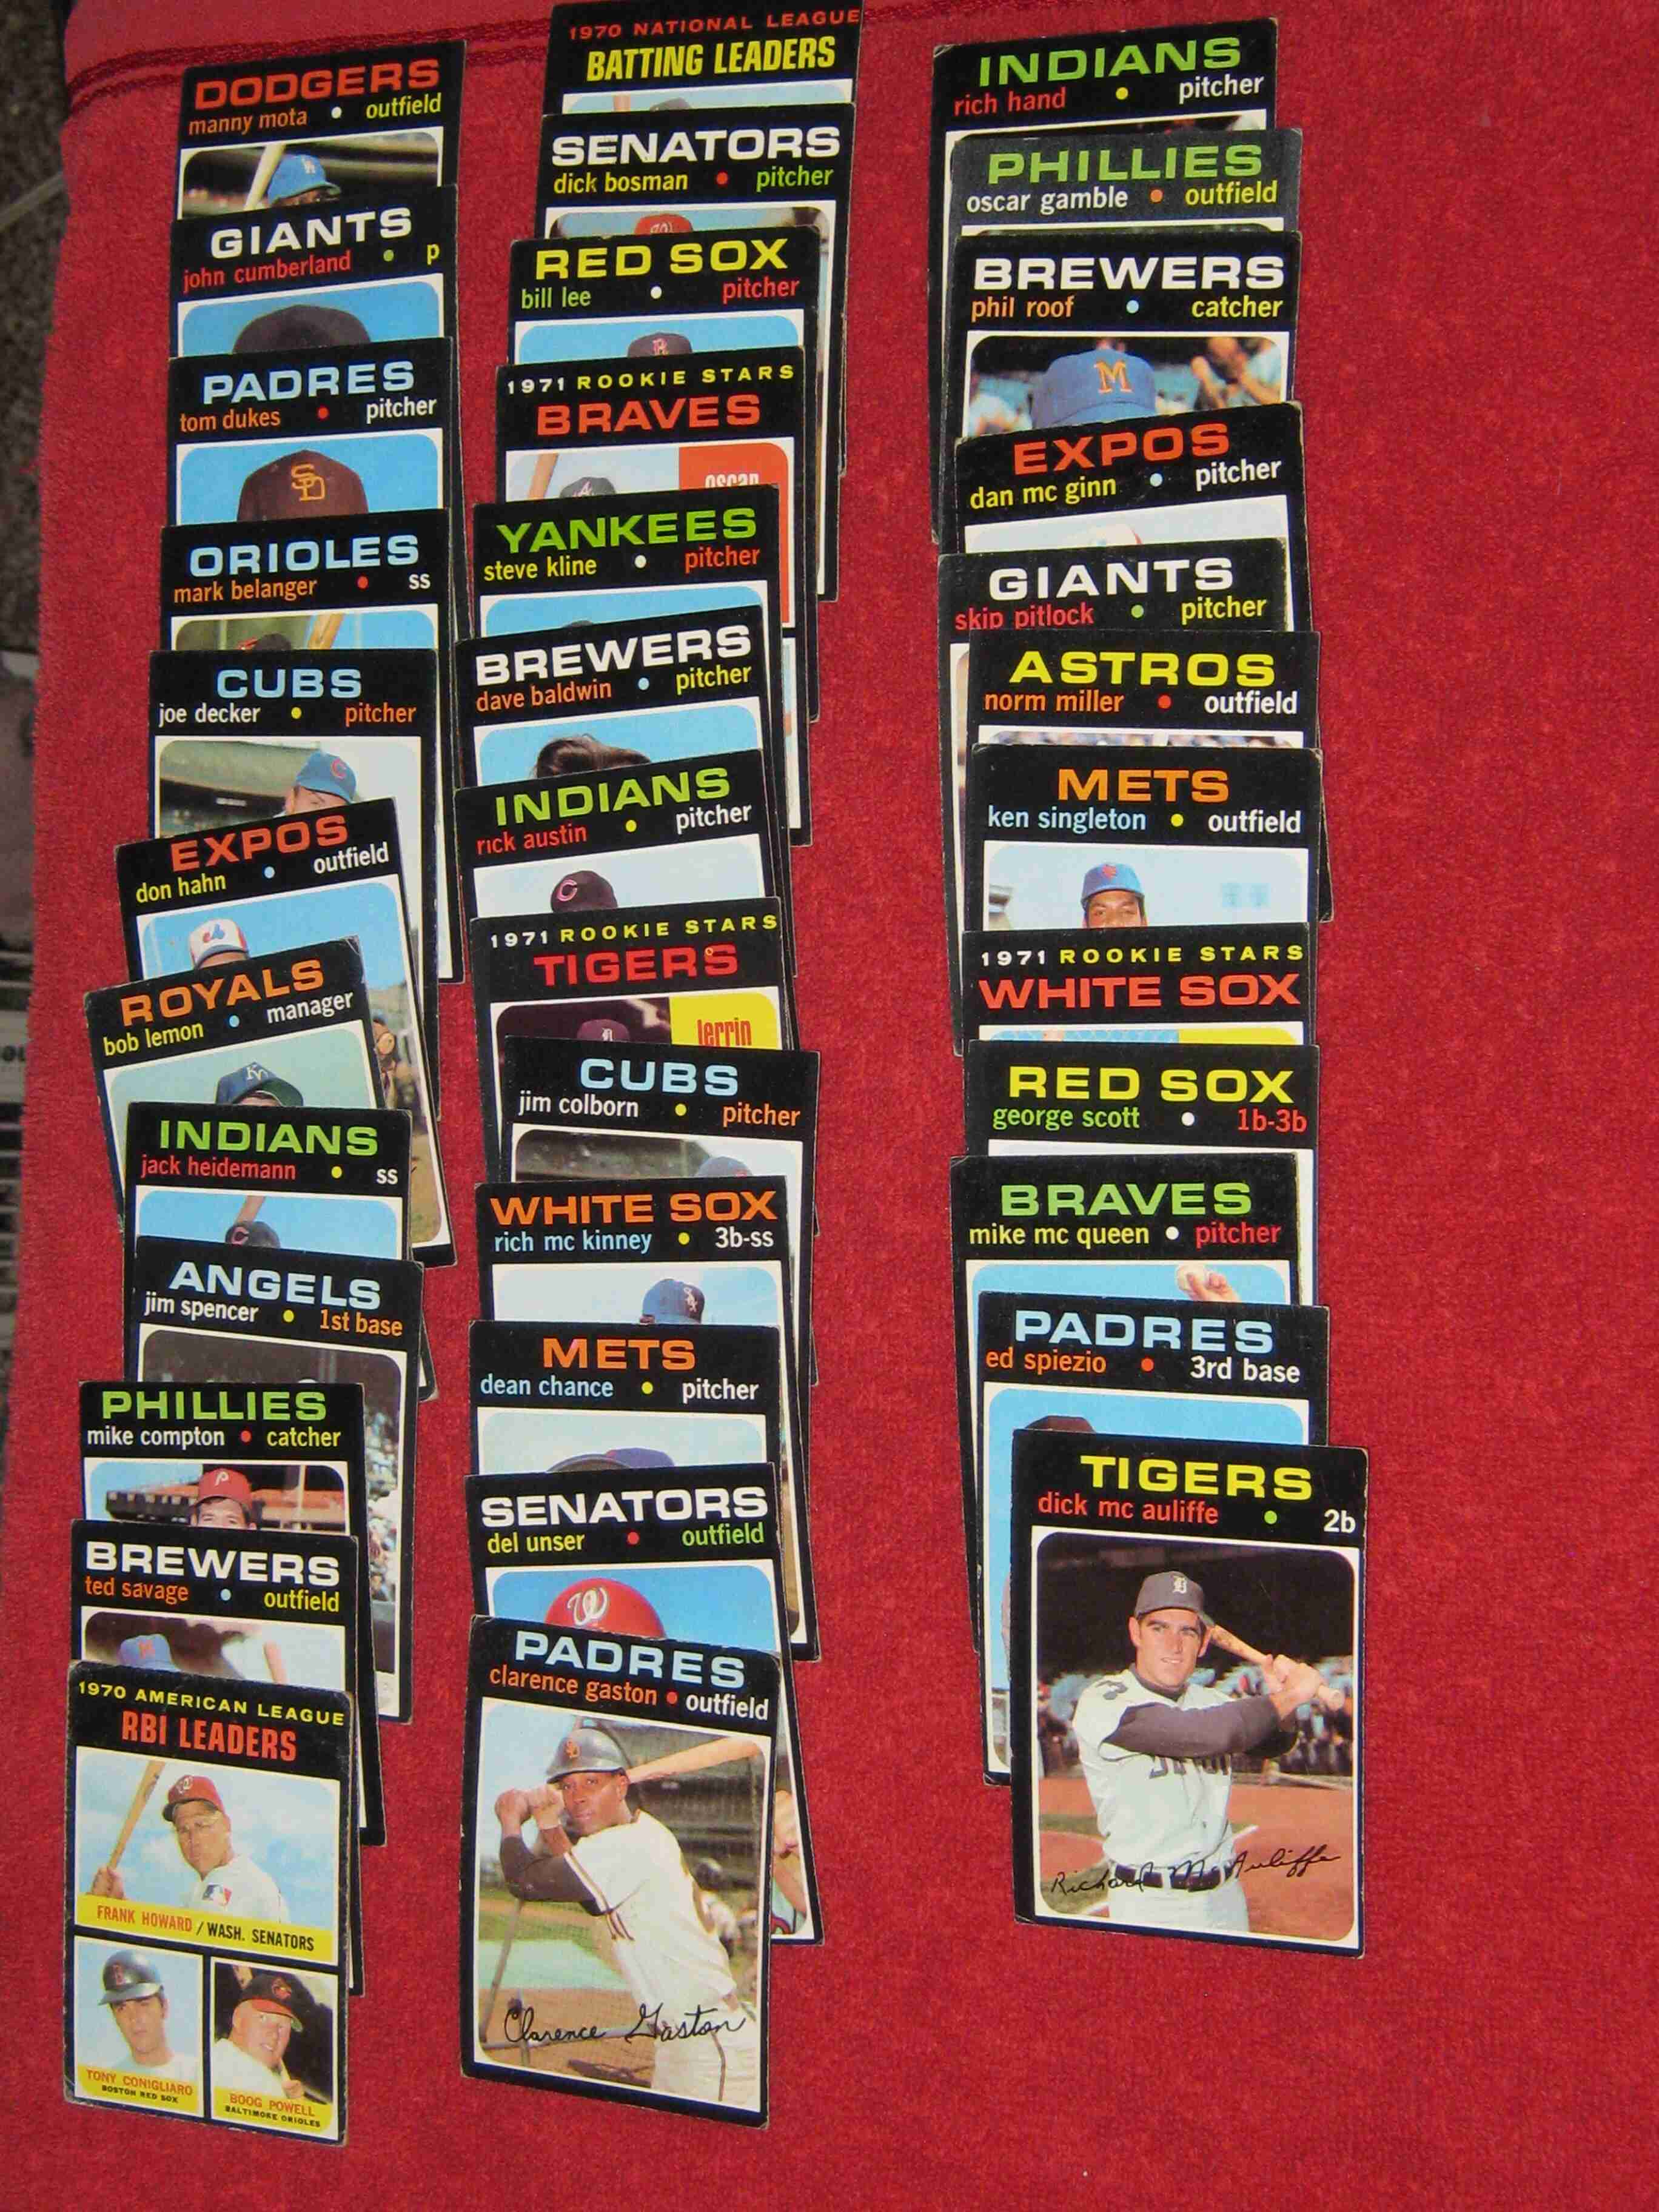 DODGERS
manny mota • outfield
GIANTS
john cumberland • p
PADRES
tom dukes • pitcher
ORIOLES
mark belanger • ss
CUBS
joe decker • pitcher
EXPOS
don hahn • outfield
ROYALS
bob lemon • manager
INDIANS
jack heidemann • ss
ANGELS
jim spencer • 1st base
PHILLIES
mike compton • catcher
BREWERS
ted savage • outfield
1970 AMERICAN LEAGUE
RBI LEADERS
FRANK HOWARD / WASH. SENATORS
TONY CONIGLIARO
BOSTON RED SOX
BOOG POWELL
BALTIMORE ORIOLES
1970 NATIONAL LEAGUE
BATTING LEADERS
SENATORS
dick bosman • pitcher
RED SOX
bill lee • pitcher
1971 ROOKIE STARS
BRAVES
oscar
YANKEES
steve kline • pitcher
BREWERS
dave baldwin • pitcher
INDIANS
rick austin • pitcher
1971 ROOKIE STARS
TIGERS
lerrin
CUBS
jim colborn • pitcher
WHITE SOX
rich mc kinney • 3b-ss
METS
dean chance • pitcher
SENATORS
del unser • outfield
PADRES
clarence gaston • outfield
Clarence Gaston
INDIANS
rich hand • pitcher
PHILLIES
oscar gamble • outfield
BREWERS
phil roof • catcher
M
EXPOS
dan mc ginn • pitcher
GIANTS
skip pitlock • pitcher
ASTROS
norm miller • outfield
METS
ken singleton • outfield
1971 ROOKIE STARS
WHITE SOX
RED SOX
george scott • 1b-3b
BRAVES
mike mc queen • pitcher
PADRES
ed spiezio • 3rd base
TIGERS
dick mc auliffe • 2b
Richard McAuliffe